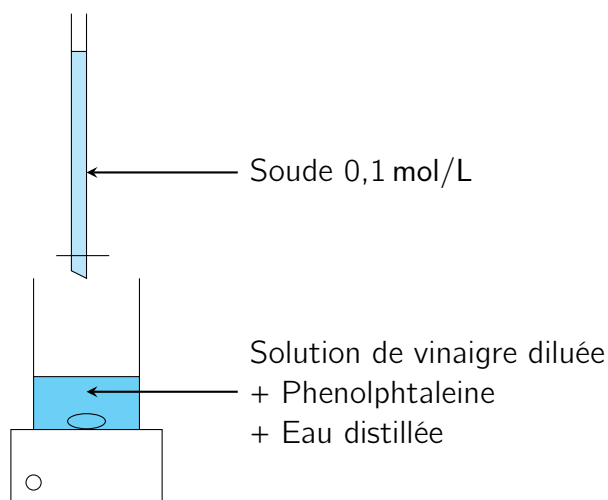 Soude 0,1 mol/L
Solution de vinaigre diluée
+ Phenolphtaleine
+ Eau distillée